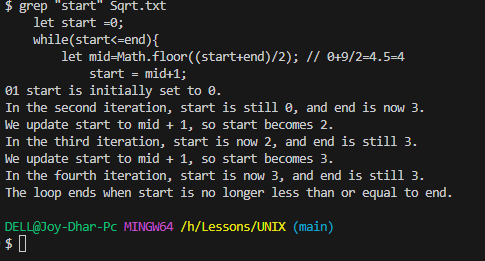 $ grep "start" Sqrt.txt
    let start =0;
    while(start<=end){
        let mid=Math.floor((start+end)/2); // 0+9/2=4.5=4
            start = mid+1;
01 start is initially set to 0.
In the second iteration, start is still 0, and end is now 3.
We update start to mid + 1, so start becomes 2.
In the third iteration, start is now 2, and end is still 3.
We update start to mid + 1, so start becomes 3.
In the fourth iteration, start is now 3, and end is still 3.
The loop ends when start is no longer less than or equal to end.

DELL@Joy-Dhar-Pc MINGW64 /h/Lessons/UNIX (main)
$